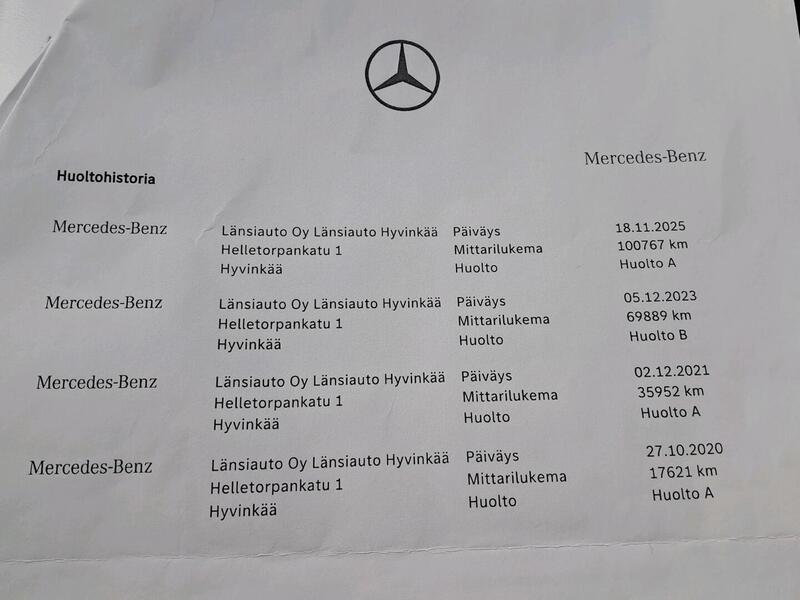 Mercedes-Benz
Huoltohistoria
Mercedes-Benz Länsiauto Oy Länsiauto Hyvinkää Päiväys 18.11.2025
Helletorpankatu 1 Mittarilukema 100767 km
Hyvinkää Huolto Huolto A
Mercedes-Benz Länsiauto Oy Länsiauto Hyvinkää Päiväys 05.12.2023
Helletorpankatu 1 Mittarilukema 69889 km
Hyvinkää Huolto Huolto B
Mercedes-Benz Länsiauto Oy Länsiauto Hyvinkää Päiväys 02.12.2021
Helletorpankatu 1 Mittarilukema 35952 km
Hyvinkää Huolto Huolto A
Mercedes-Benz Länsiauto Oy Länsiauto Hyvinkää Päiväys 27.10.2020
Helletorpankatu 1 Mittarilukema 17621 km
Hyvinkää Huolto Huolto A